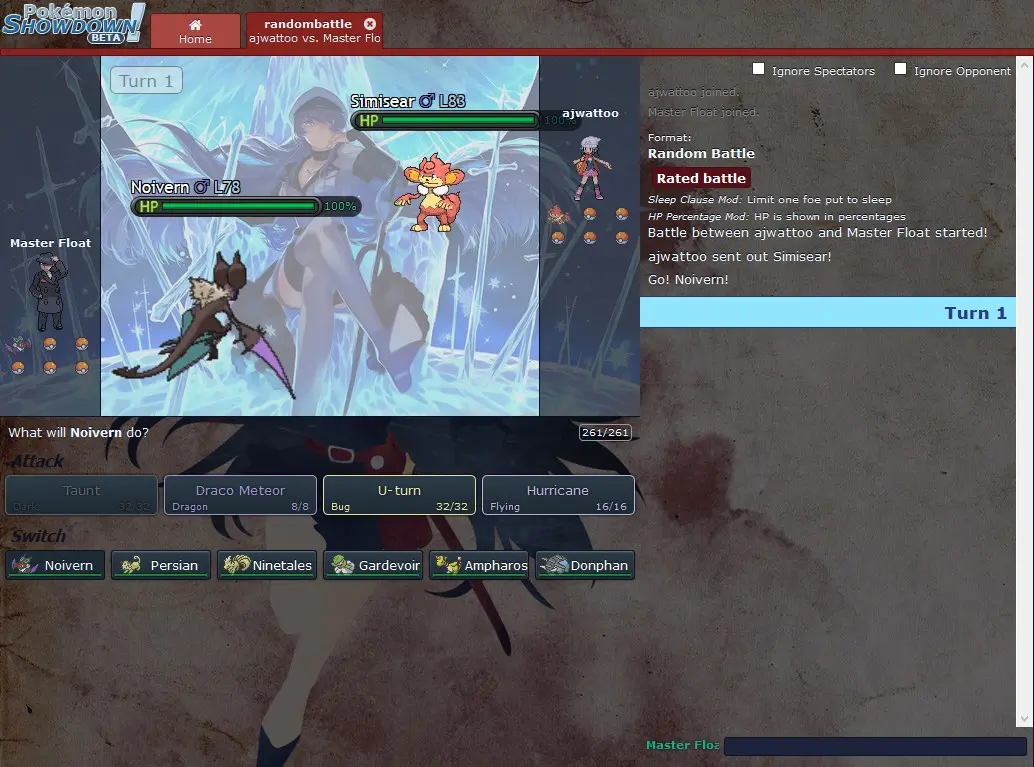 Pokémon
SHOWDOWN!
BETA
Home
randombattle
ajwattoo vs. Master Flo
Turn 1
Simisear ♂ L83
HP 100%
ajwattoo
Noivern ♂ L78
HP 100%
Master Float
Ignore Spectators Ignore Opponent
ajwattoo joined.
Master Float joined.
Format:
Random Battle
Rated battle
Sleep Clause Mod: Limit one foe put to sleep
HP Percentage Mod: HP is shown in percentages
Battle between ajwattoo and Master Float started!
ajwattoo sent out Simisear!
Go! Noivern!
Turn 1
What will Noivern do? 261/261
Attack
Taunt
Dark 32/32
Draco Meteor
Dragon 8/8
U-turn
Bug 32/32
Hurricane
Flying 16/16
Switch
Noivern Persian Ninetales Gardevoir Ampharos Donphan
Master Floa